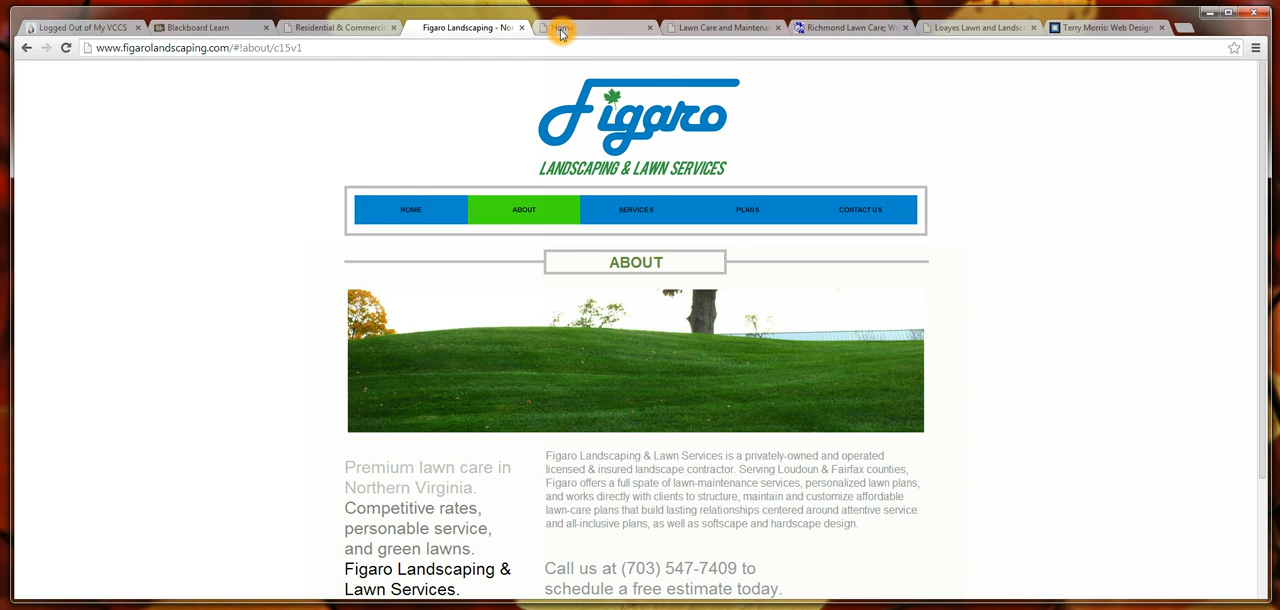 Logged Out of My VCCS
Blackboard Learn
Residential & Commercia
Figaro Landscaping - Nor
Home
Lawn Care and Maintenan
Richmond Lawn Care; W
Loayes Lawn and Landsc
Terry Morris: Web Design
www.figarolandscaping.com/#!about/c15v1
Figaro
LANDSCAPING & LAWN SERVICES
HOME
ABOUT
SERVICES
PLANS
CONTACT US
ABOUT
Premium lawn care in
Northern Virginia.
Competitive rates,
personable service,
and green lawns.
Figaro Landscaping &
Lawn Services.
Figaro Landscaping & Lawn Services is a privately-owned and operated
licensed & insured landscape contractor. Serving Loudoun & Fairfax counties,
Figaro offers a full spate of lawn-maintenance services, personalized lawn plans,
and works directly with clients to structure, maintain and customize affordable
lawn-care plans that build lasting relationships centered around attentive service
and all-inclusive plans, as well as softscape and hardscape design.
Call us at (703) 547-7409 to
schedule a free estimate today.